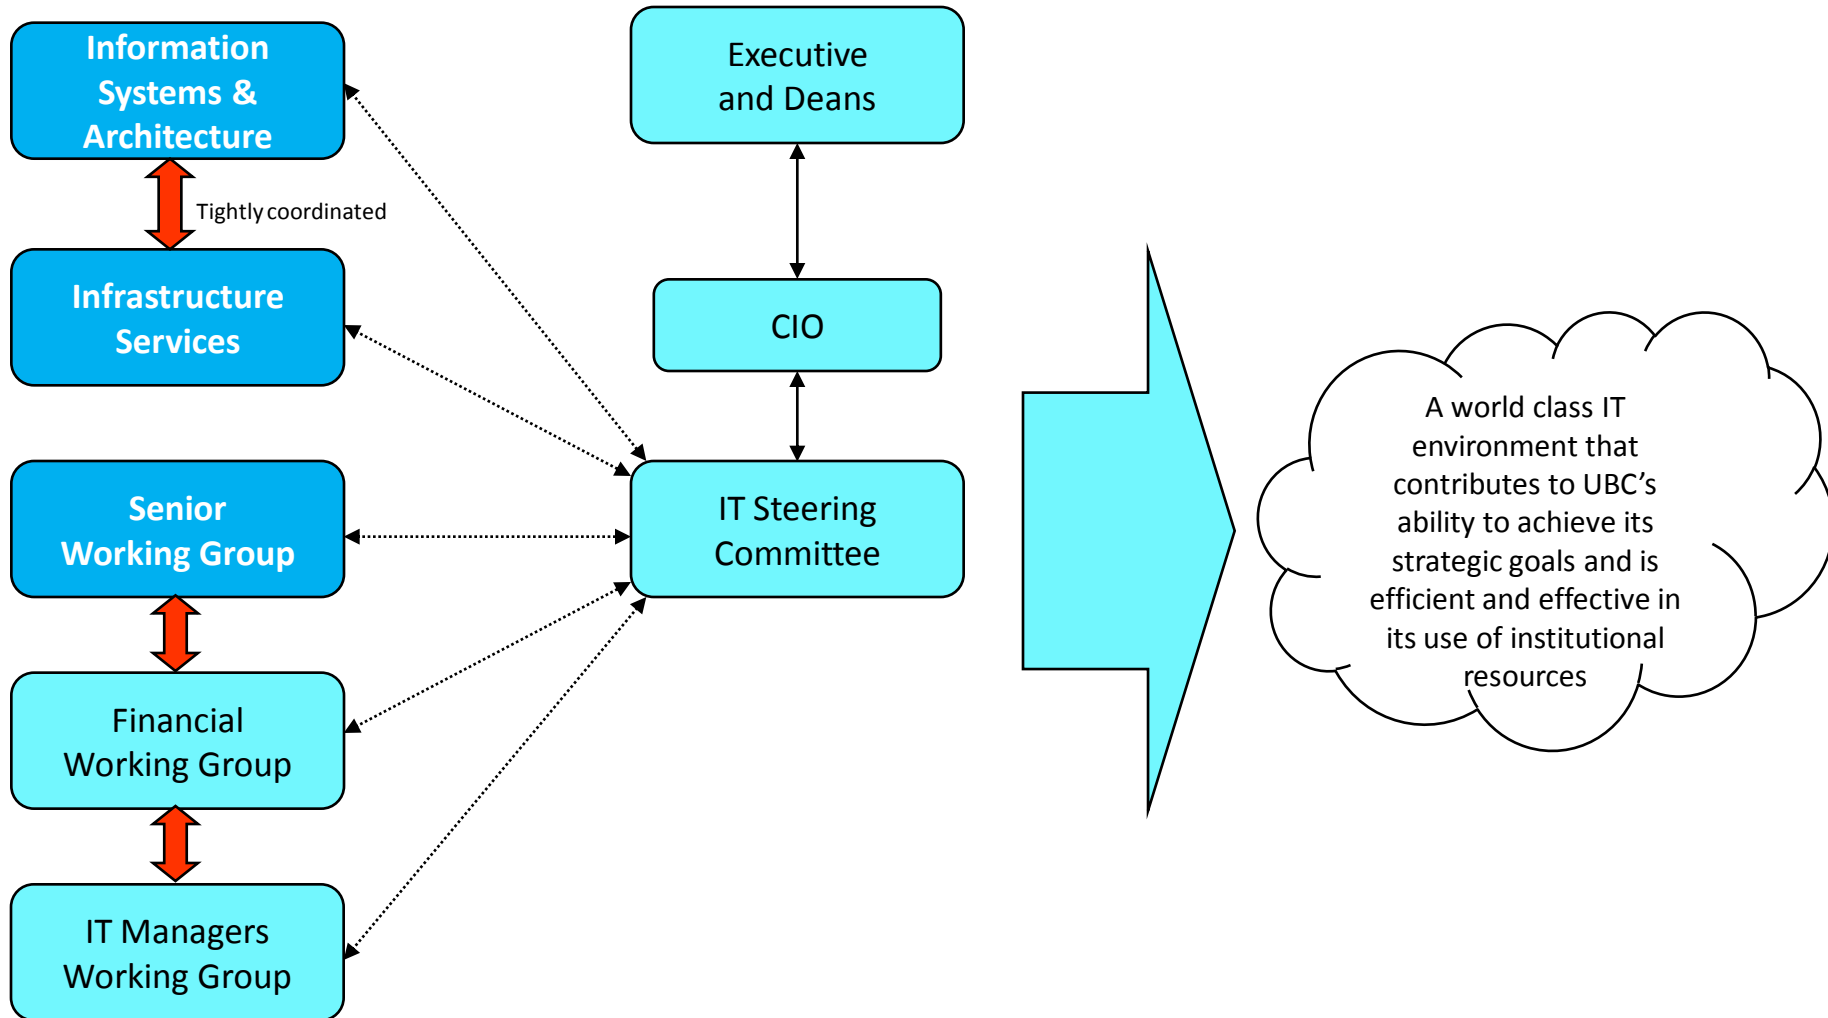 Information
Systems &
Architecture
Tightly coordinated
Infrastructure
Services
Senior
Working Group
Financial
Working Group
IT Managers
Working Group
Executive
and Deans
CIO
IT Steering
Committee
A world class IT
environment that
contributes to UBC’s
ability to achieve its
strategic goals and is
efficient and effective in
its use of institutional
resources